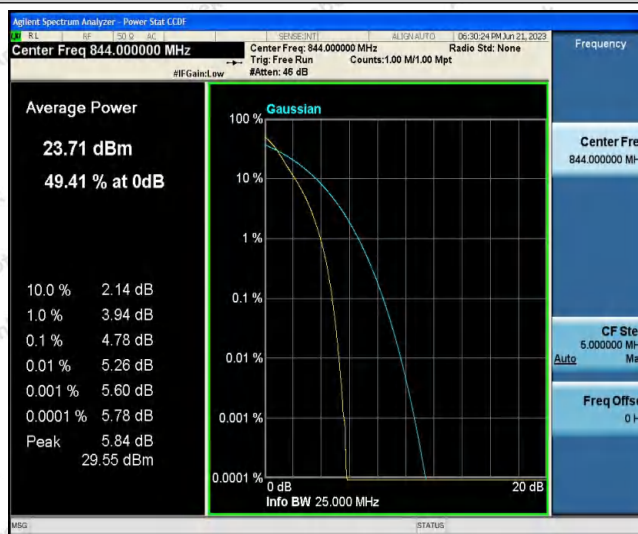 Agilent Spectrum Analyzer - Power Stat CCDF
RL RF 50 Ω AC SENSE:INT ALIGN AUTO 06:30:24 PM Jun 21, 2023
Center Freq 844.000000 MHz
Center Freq: 844.000000 MHz Radio Std: None
Trig: Free Run Counts:1.00 M/1.00 Mpt
#IFGain:Low #Atten: 46 dB
Frequency
Average Power
23.71 dBm
49.41 % at 0dB
10.0 % 2.14 dB
1.0 % 3.94 dB
0.1 % 4.78 dB
0.01 % 5.26 dB
0.001 % 5.60 dB
0.0001 % 5.78 dB
Peak 5.84 dB
29.55 dBm
Gaussian
100 %
10 %
1 %
0.1 %
0.01 %
0.001 %
0.0001 %
0 dB 20 dB
Info BW 25.000 MHz
Center Fre
844.000000 MH
CF Ste
5.000000 MH
Auto Ma
Freq Offse
0 H
MSG STATUS